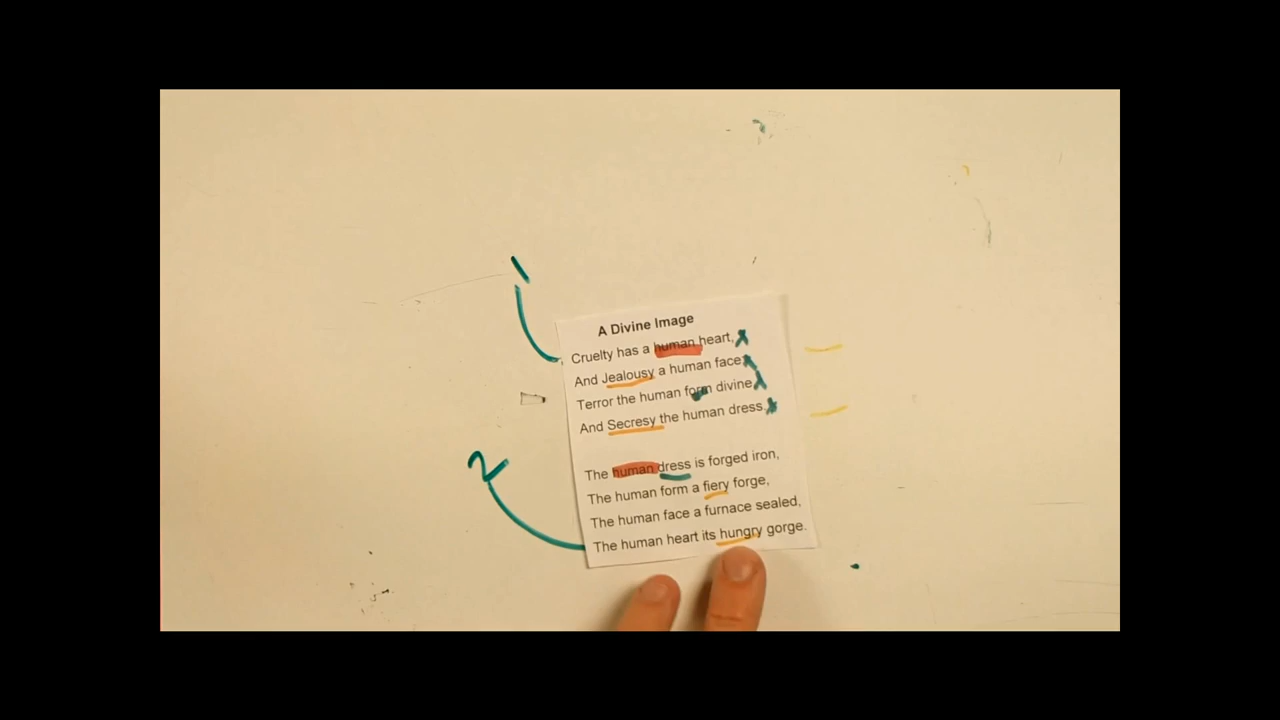 1
A Divine Image
Cruelty has a human heart,
And Jealousy a human face
Terror the human form divine,
And Secresy the human dress.
2
The human dress is forged iron,
The human form a fiery forge,
The human face a furnace sealed,
The human heart its hungry gorge.